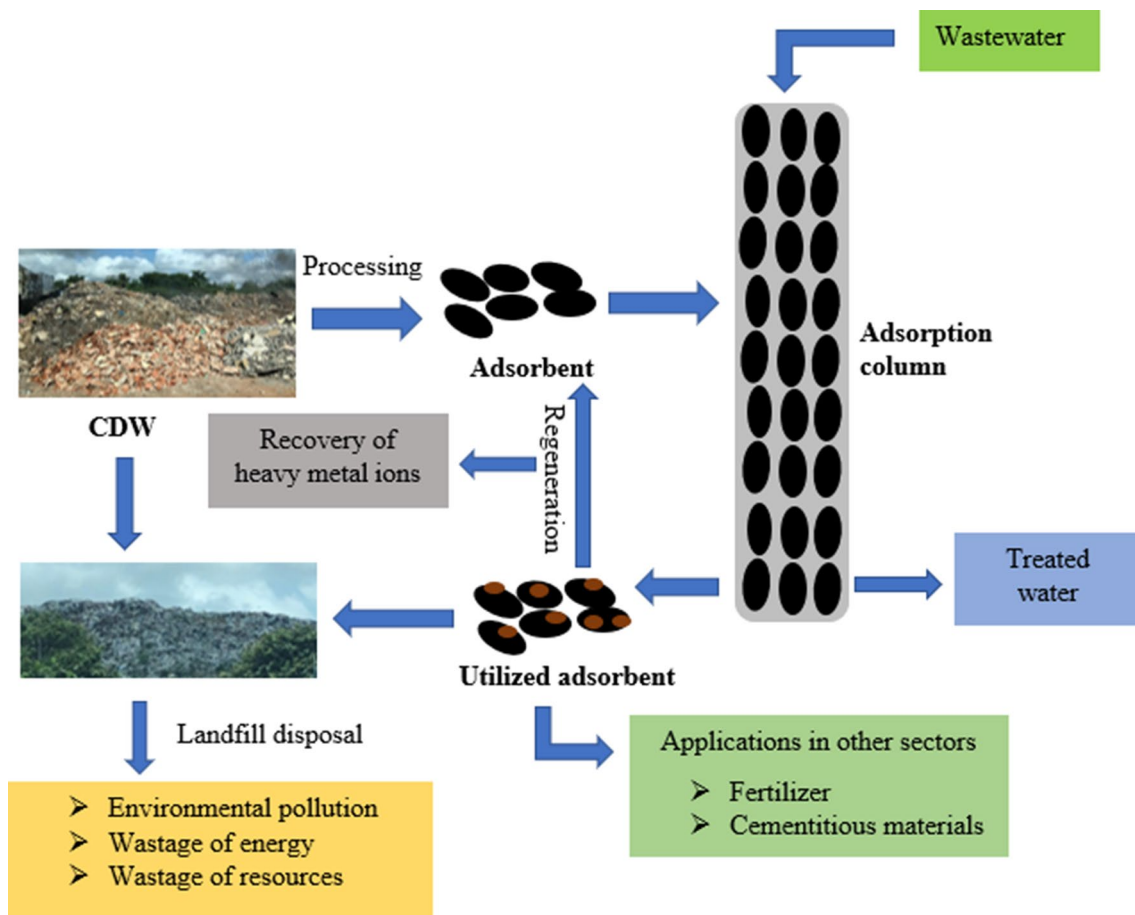 Wastewater
Processing
Adsorbent
Adsorption
column
CDW
Recovery of
heavy metal ions
Regeneration
Treated
water
Utilized adsorbent
Landfill disposal
Applications in other sectors
➢ Fertilizer
➢ Cementitious materials
➢ Environmental pollution
➢ Wastage of energy
➢ Wastage of resources